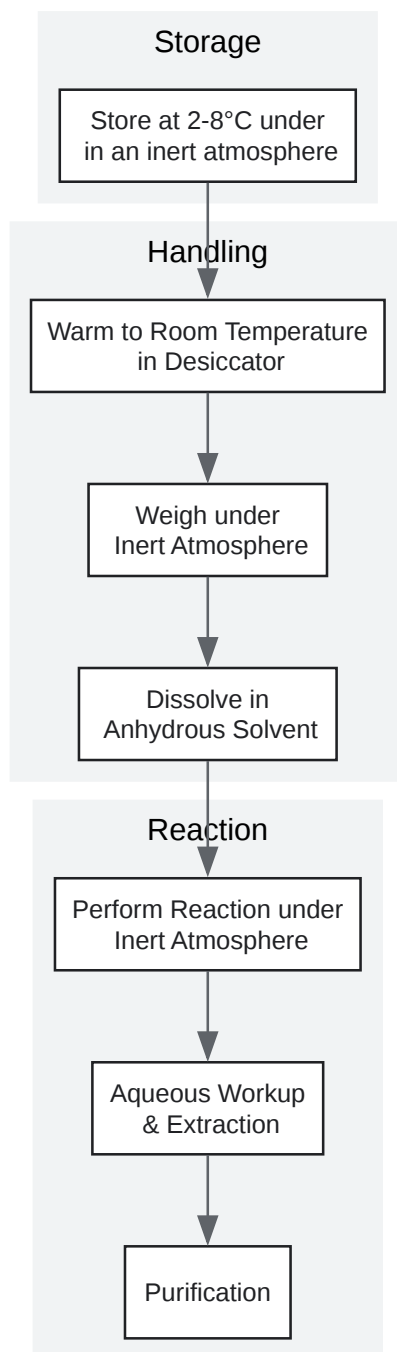 Storage
Store at 2-8°C under
in an inert atmosphere
Handling
Warm to Room Temperature
in Desiccator
Weigh under
Inert Atmosphere
Dissolve in
Anhydrous Solvent
Reaction
Perform Reaction under
Inert Atmosphere
Aqueous Workup
& Extraction
Purification